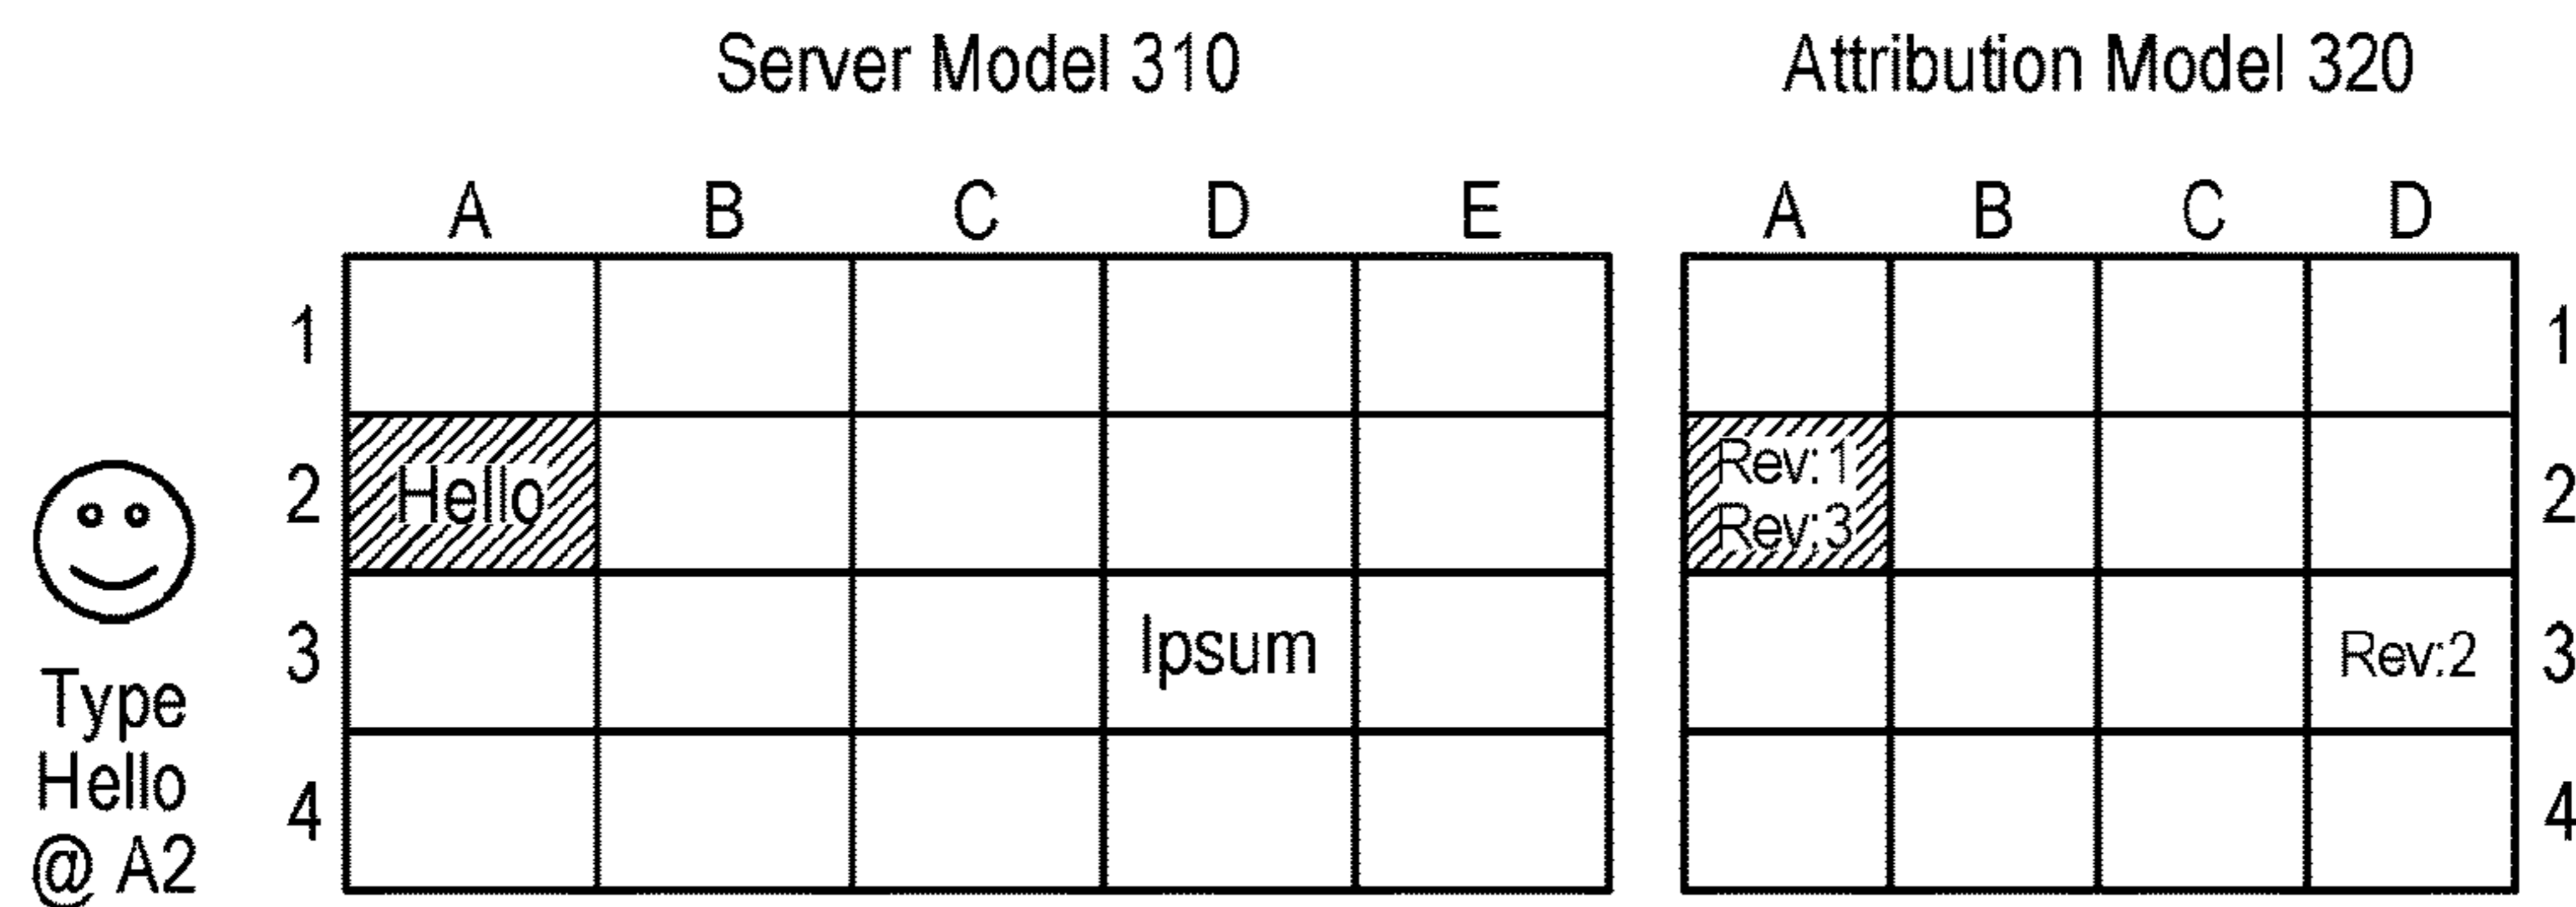 Server Model 310
Attribution Model 320
A B C D E
A B C D
1
1
2
Hello
Rev:1
Rev:3
2
3
Ipsum
Rev:2
3
4
4
Type
Hello
@ A2